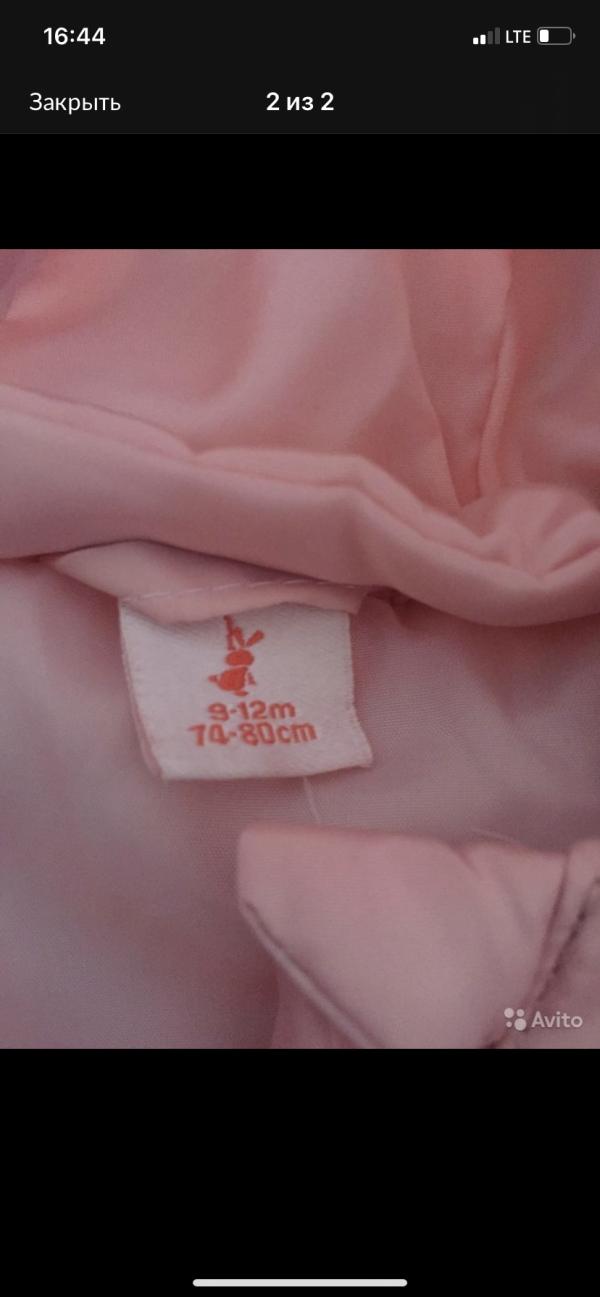 16:44
LTE
Закрыть
2 из 2
9-12m
74-80cm
Avito